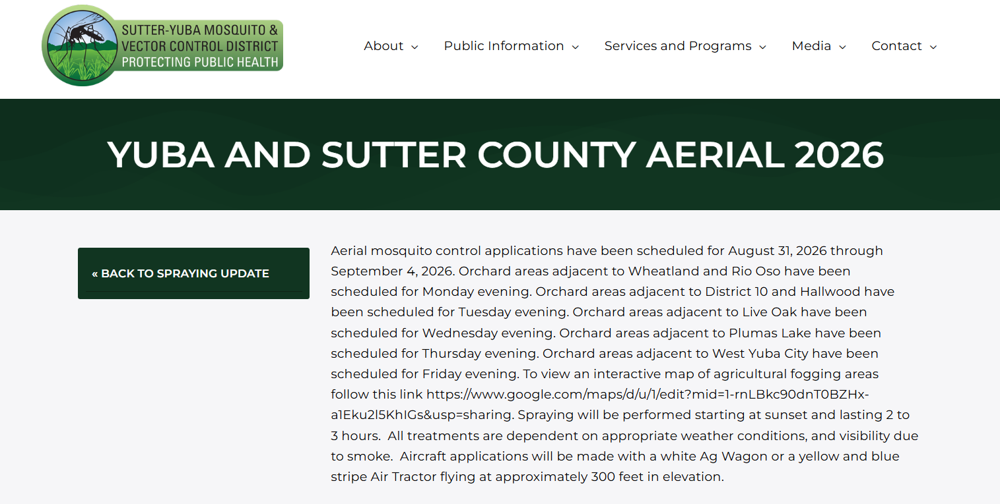 SUTTER-YUBA MOSQUITO &
VECTOR CONTROL DISTRICT
PROTECTING PUBLIC HEALTH
About
Public Information
Services and Programs
Media
Contact
YUBA AND SUTTER COUNTY AERIAL 2026
« BACK TO SPRAYING UPDATE
Aerial mosquito control applications have been scheduled for August 31, 2026 through
September 4, 2026. Orchard areas adjacent to Wheatland and Rio Oso have been
scheduled for Monday evening. Orchard areas adjacent to District 10 and Hallwood have
been scheduled for Tuesday evening. Orchard areas adjacent to Live Oak have been
scheduled for Wednesday evening. Orchard areas adjacent to Plumas Lake have been
scheduled for Thursday evening. Orchard areas adjacent to West Yuba City have been
scheduled for Friday evening. To view an interactive map of agricultural fogging areas
follow this link https://www.google.com/maps/d/u/1/edit?mid=1-rnLBkc90dnT0BZHx-
a1Eku2l5KhIGs&usp=sharing. Spraying will be performed starting at sunset and lasting 2 to
3 hours.  All treatments are dependent on appropriate weather conditions, and visibility due
to smoke.  Aircraft applications will be made with a white Ag Wagon or a yellow and blue
stripe Air Tractor flying at approximately 300 feet in elevation.